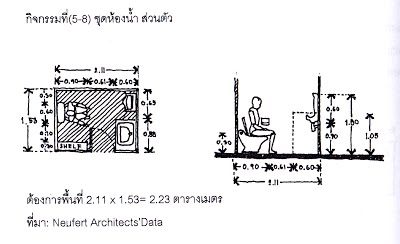 กิจกรรมที่(5-8) ชุดห้องน้ำ ส่วนตัว
2.11
0.90 0.61 0.60
1.53
0.60
0.65
0.88
SHELF
0.90
1.50
1.05
0.90 0.61 0.60
2.11
ต้องการพื้นที่ 2.11 x 1.53= 2.23 ตารางเมตร
ที่มา: Neufert Architects'Data